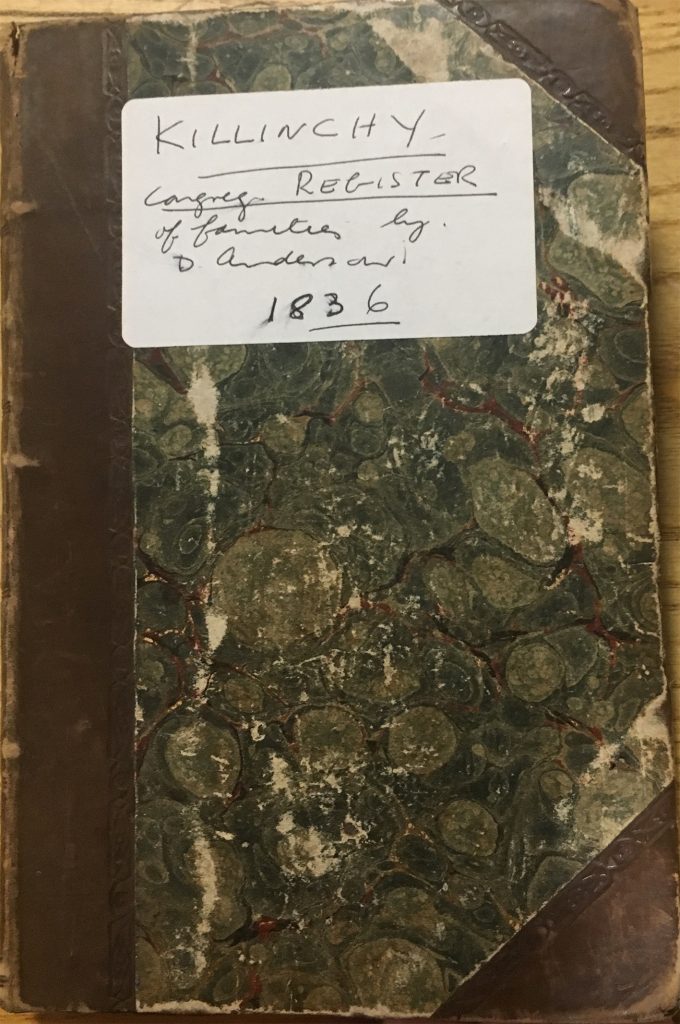 KILLINCHY
Congreg. REGISTER
of families by
D Anderson
1836